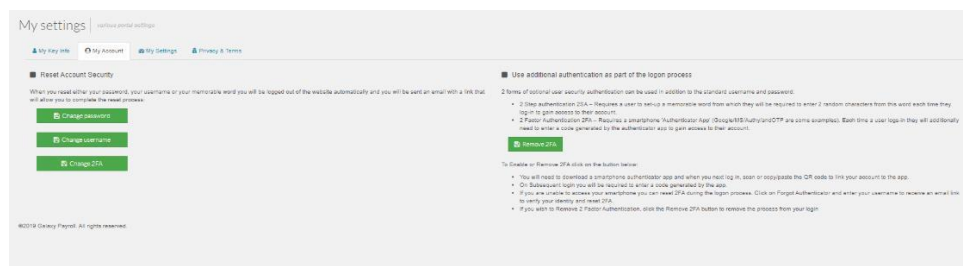 My settings various portal settings
My Key Info My Account My Settings Privacy & Terms
Reset Account Security
When you reset either your password, your username or your memorable word you will be logged out of the website automatically and you will be sent an email with a link that
will allow you to complete the reset process:
Change password
Change username
Change 2FA
Use additional authentication as part of the logon process
2 forms of optional user security authentication can be used in addition to the standard username and password.
2 Step authentication 2SA – Requires a user to set-up a memorable word from which they will be required to enter 2 random characters from this word each time they
log-in to gain access to their account.
2 Factor Authentication 2FA – Requires a smartphone 'Authenticator App' (Google/MS/Authy/andOTP are some examples). Each time a user logs-in they will additionally
need to enter a code generated by the authenticator app to gain access to their account.
Remove 2FA
To Enable or Remove 2FA click on the button below:
You will need to download a smartphone authenticator app and when you next log in, scan or copy/paste the QR code to link your account to the app.
On Subsequent login you will be required to enter a code generated by the app.
If you are unable to access your smartphone you can reset 2FA during the logon process. Click on Forgot Authenticator and enter your username to receive an email link
to verify your identity and reset 2FA.
If you wish to Remove 2 Factor Authentication, click the Remove 2FA button to remove the process from your login
©2019 Galaxy Payroll. All rights reserved.